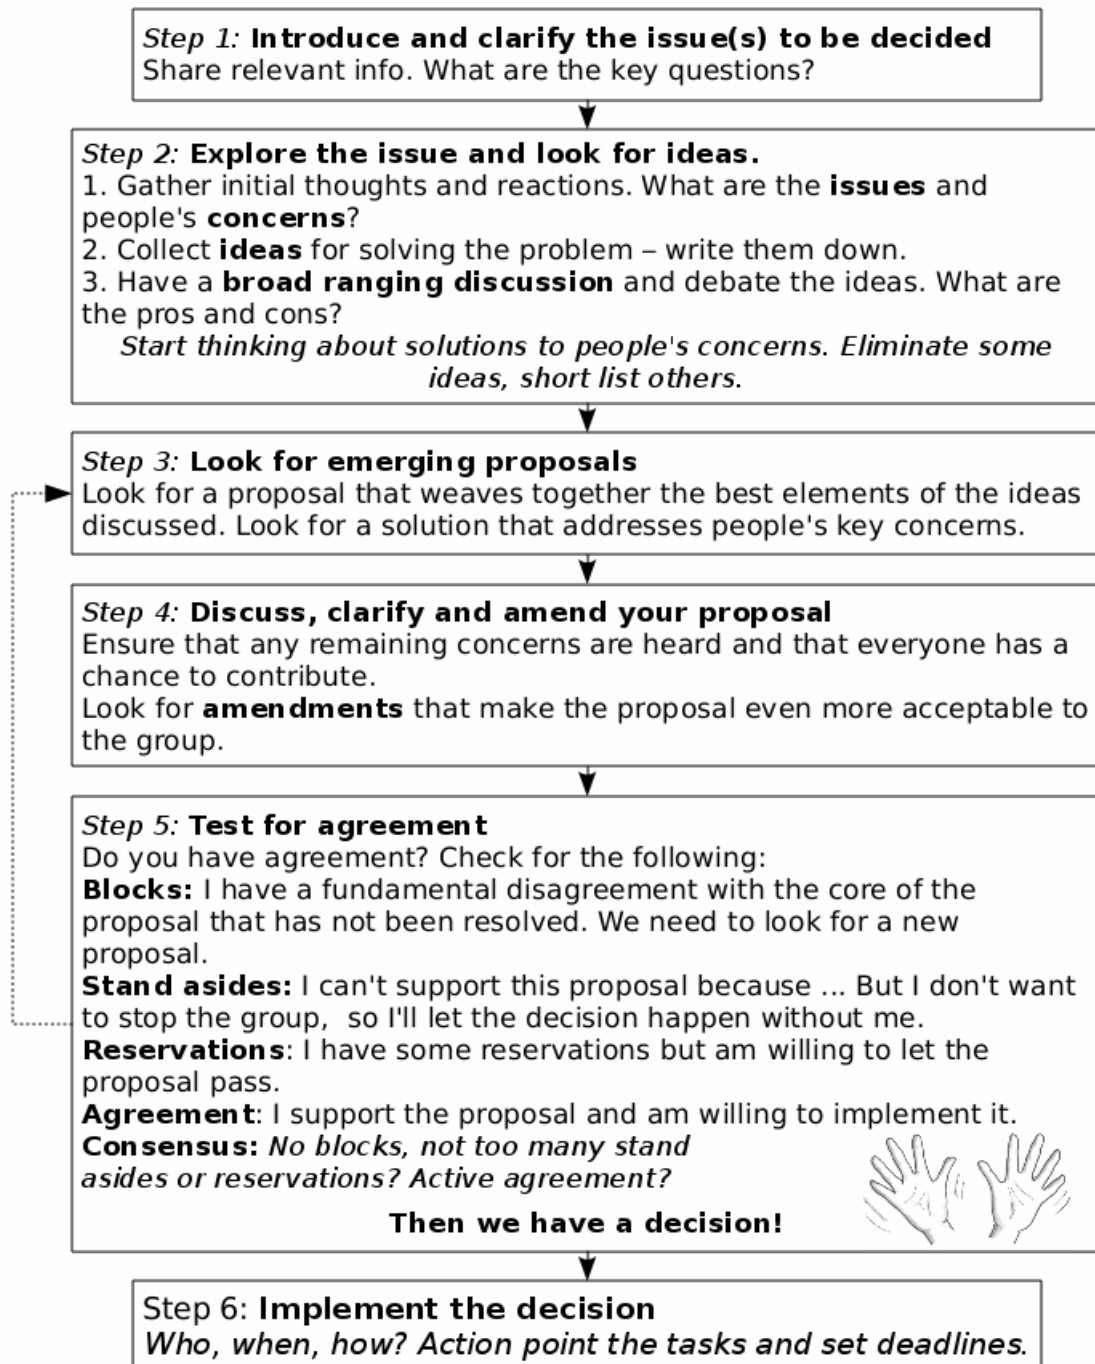 Step 1: Introduce and clarify the issue(s) to be decided
Share relevant info. What are the key questions?
Step 2: Explore the issue and look for ideas.
1. Gather initial thoughts and reactions. What are the issues and
people's concerns?
2. Collect ideas for solving the problem – write them down.
3. Have a broad ranging discussion and debate the ideas. What are
the pros and cons?
Start thinking about solutions to people's concerns. Eliminate some
ideas, short list others.
Step 3: Look for emerging proposals
Look for a proposal that weaves together the best elements of the ideas
discussed. Look for a solution that addresses people's key concerns.
Step 4: Discuss, clarify and amend your proposal
Ensure that any remaining concerns are heard and that everyone has a
chance to contribute.
Look for amendments that make the proposal even more acceptable to
the group.
Step 5: Test for agreement
Do you have agreement? Check for the following:
Blocks: I have a fundamental disagreement with the core of the
proposal that has not been resolved. We need to look for a new
proposal.
Stand asides: I can't support this proposal because ... But I don't want
to stop the group,  so I'll let the decision happen without me.
Reservations: I have some reservations but am willing to let the
proposal pass.
Agreement: I support the proposal and am willing to implement it.
Consensus: No blocks, not too many stand
asides or reservations? Active agreement?
Then we have a decision!
Step 6: Implement the decision
Who, when, how? Action point the tasks and set deadlines.